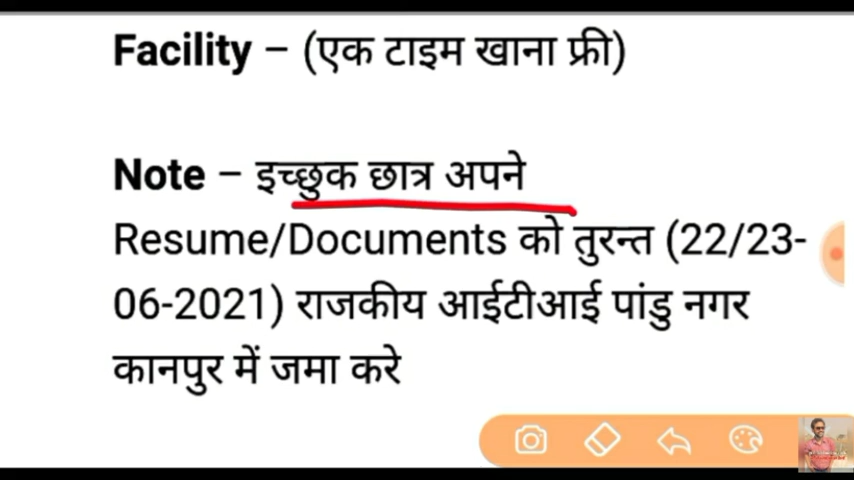 Facility – (एक टाइम खाना फ्री)
Note – इच्छुक छात्र अपने
Resume/Documents को तुरन्त (22/23-
06-2021) राजकीय आईटीआई पांडु नगर
कानपुर में जमा करे